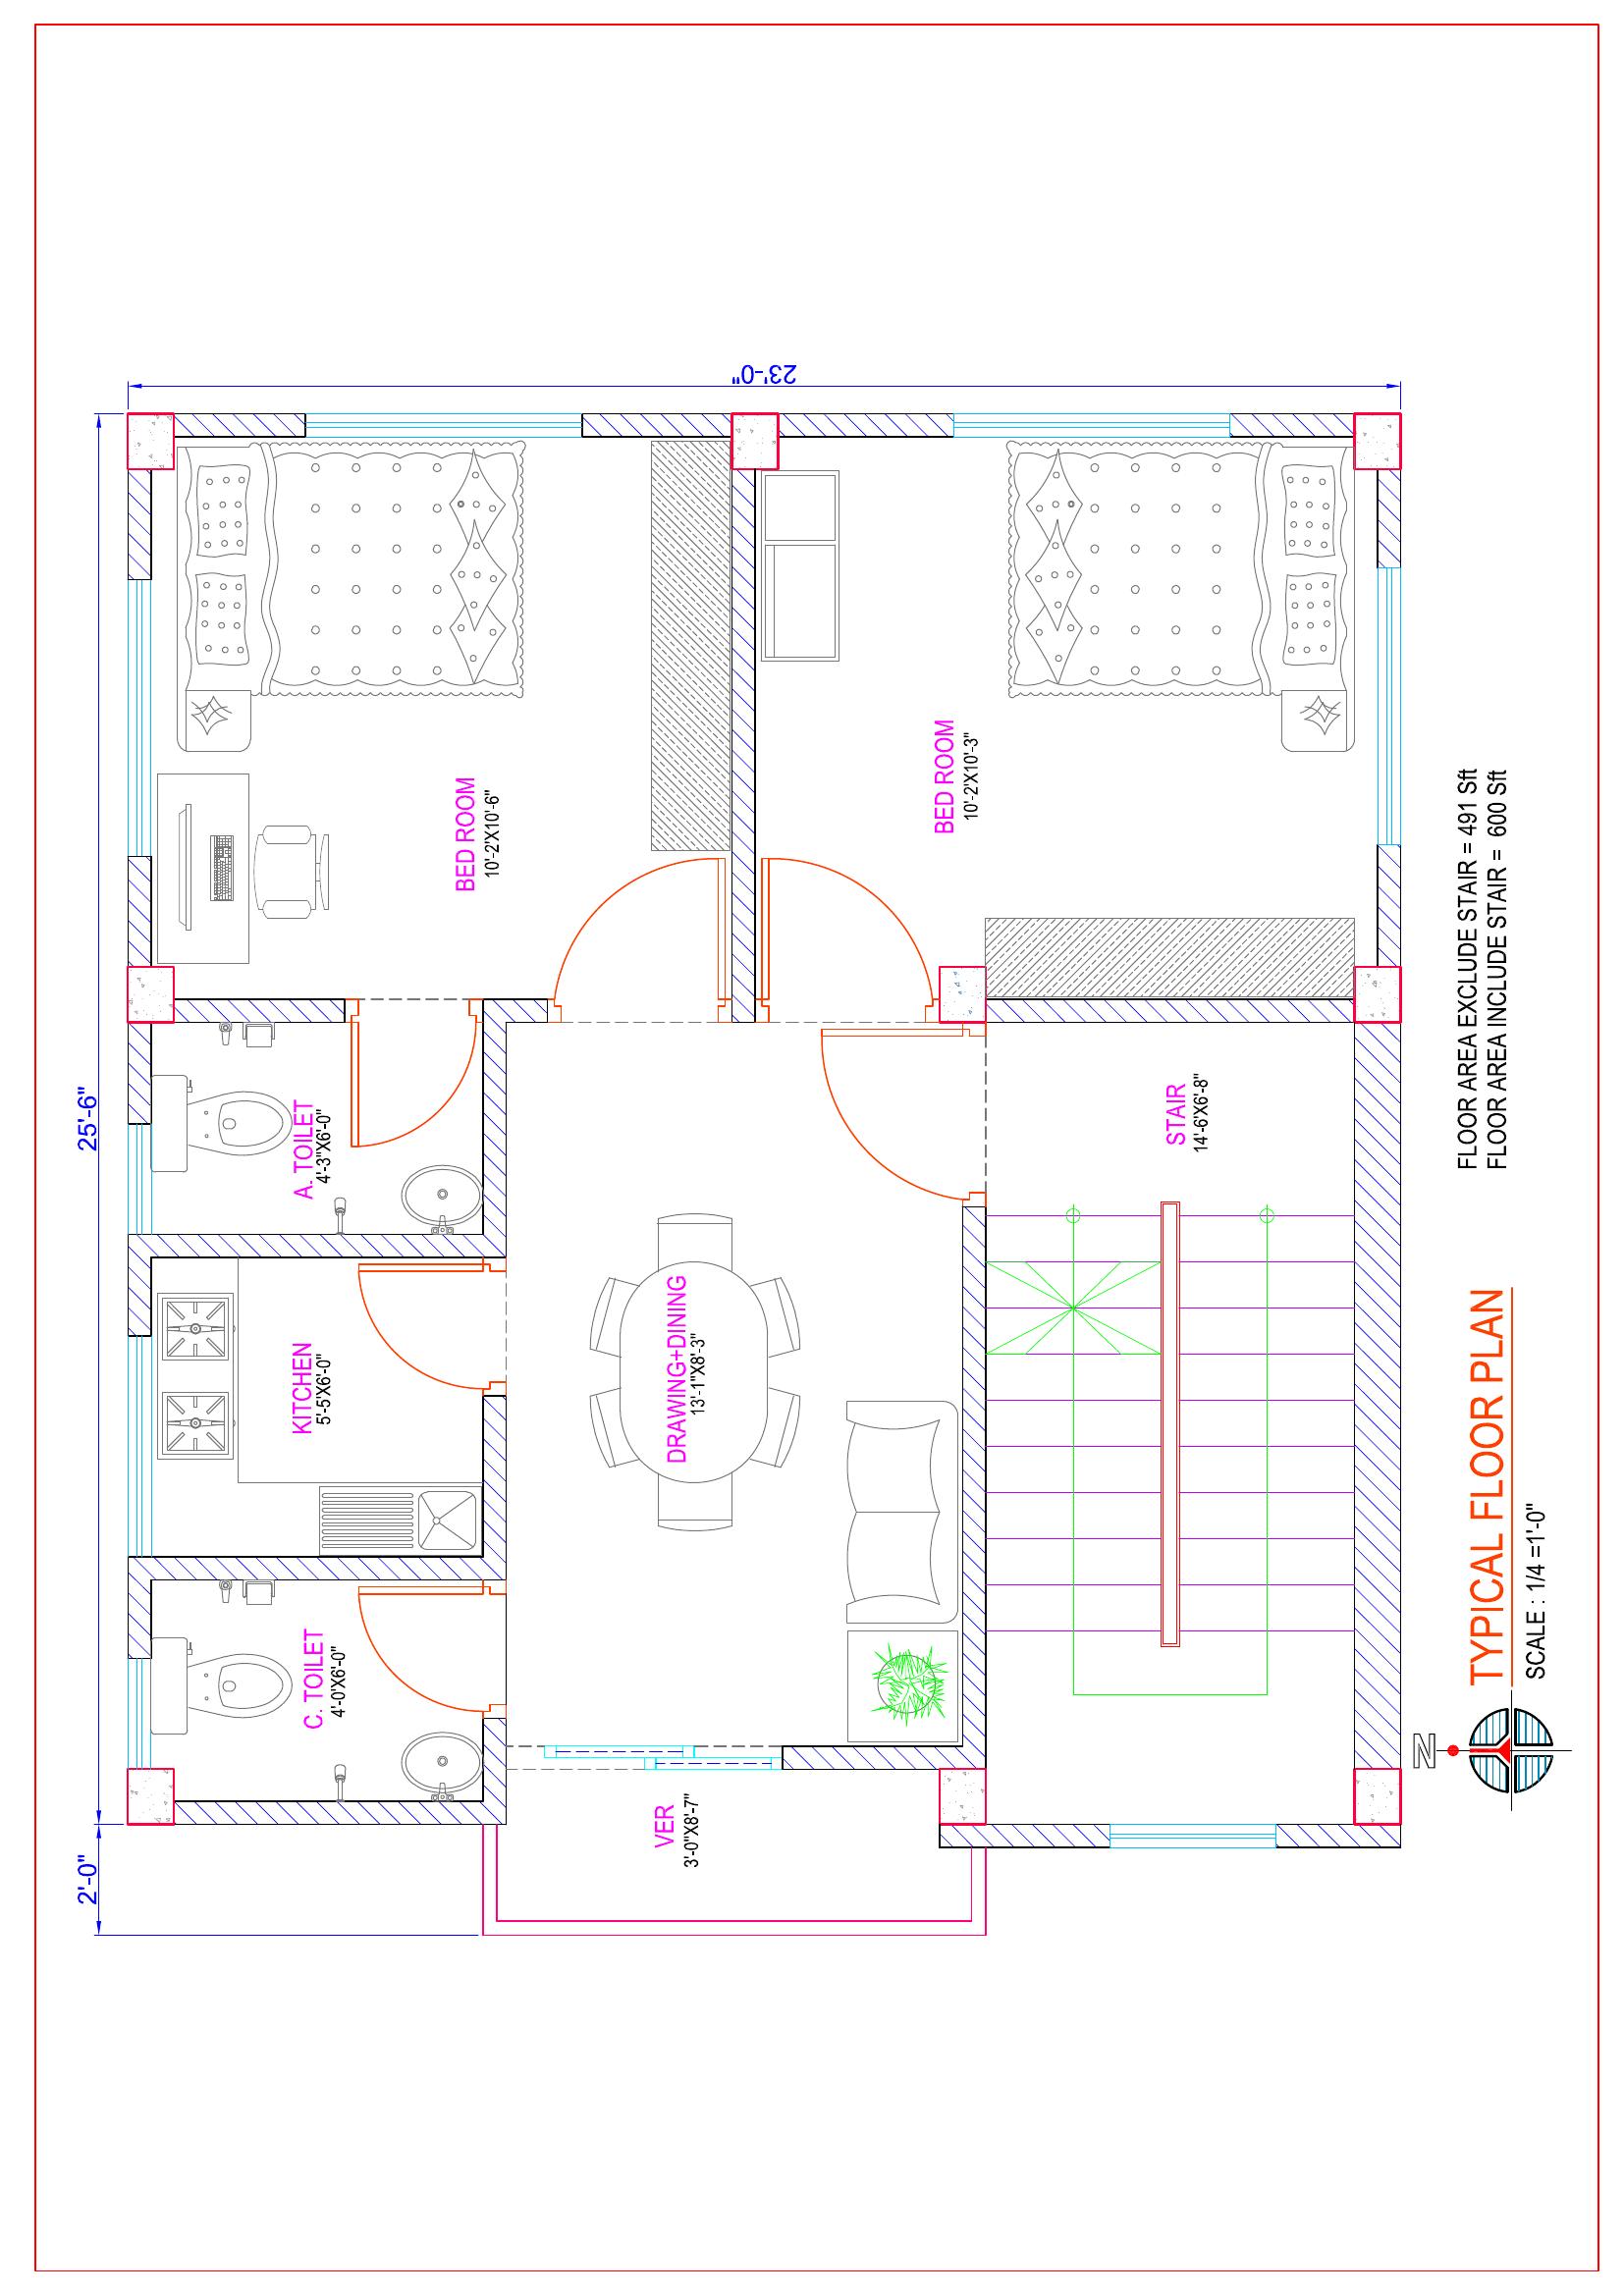 23'-0"
25'-6"
2'-0"
BED ROOM
10'-2'X10'-6"
BED ROOM
10'-2'X10'-3"
A. TOILET
4'-3"X6'-0"
KITCHEN
5'-5'X6'-0"
C. TOILET
4'-0'X6'-0"
DRAWING+DINING
13'-1"X8'-3"
STAIR
14'-6'X6'-8"
VER
3'-0"X8'-7"
FLOOR AREA EXCLUDE STAIR = 491 Sft
FLOOR AREA INCLUDE STAIR = 600 Sft
TYPICAL FLOOR PLAN
SCALE : 1/4 =1'-0"
N